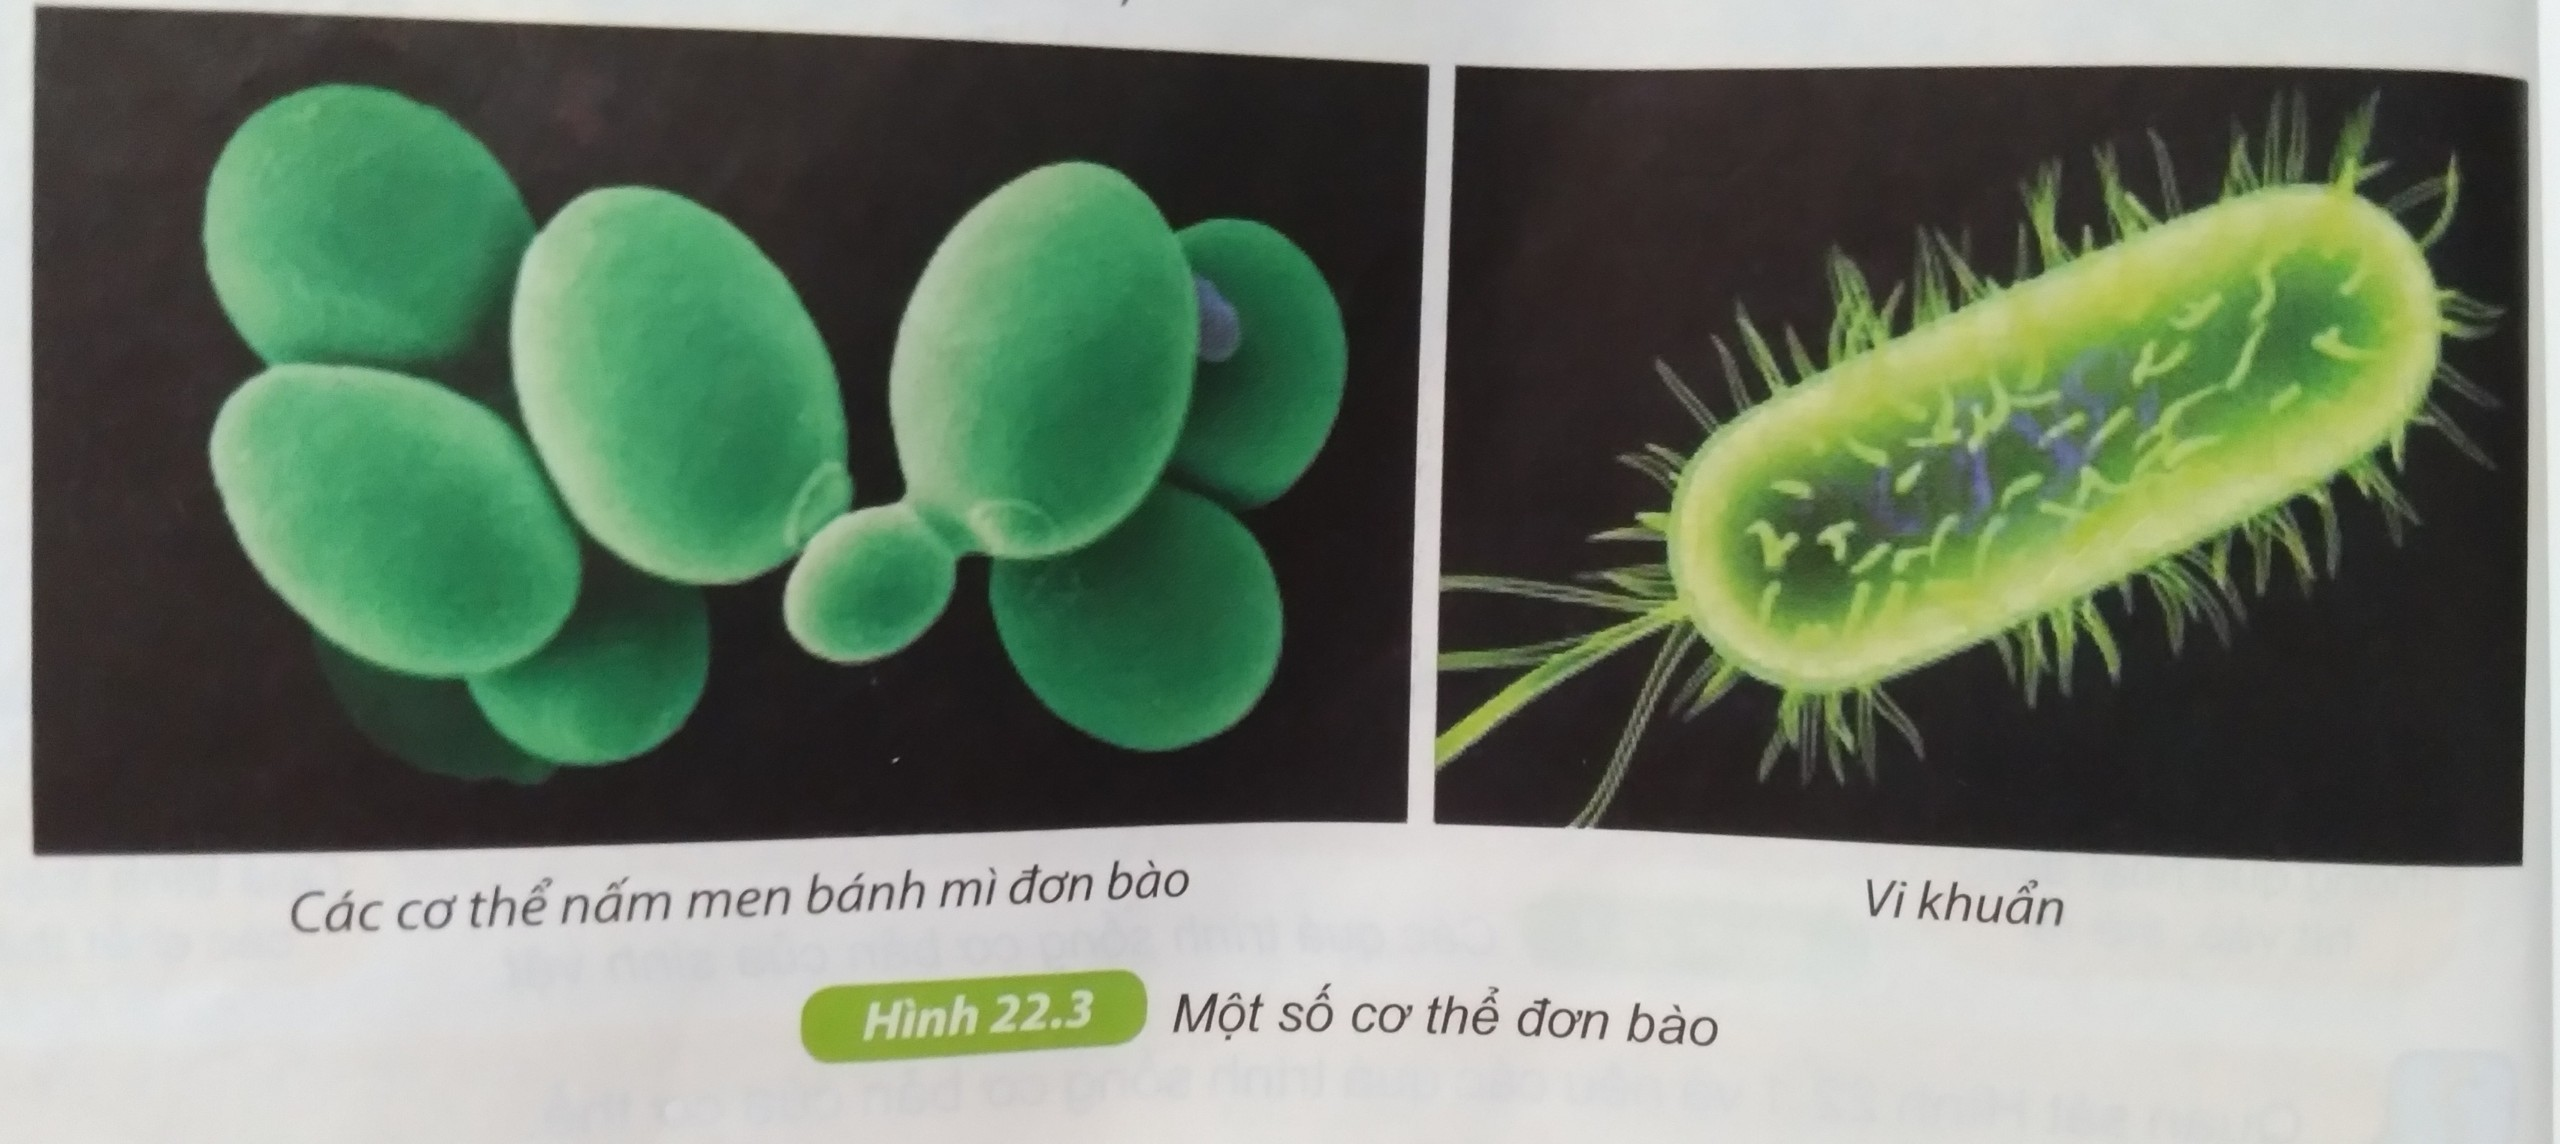 Các cơ thể nấm men bánh mì đơn bào
Vi khuẩn
Hình 22.3 Một số cơ thể đơn bào